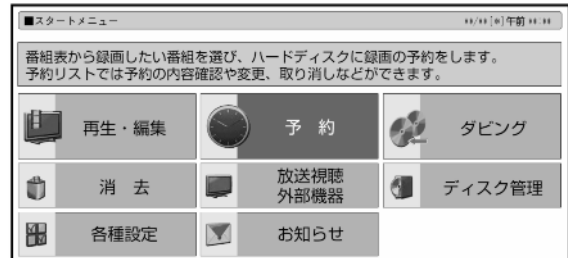 ■スタートメニュー
**/**[*]午前 **:**
番組表から録画したい番組を選び、ハードディスクに録画の予約をします。
予約リストでは予約の内容確認や変更、取り消しなどができます。
再生・編集
予 約
ダビング
消 去
放送視聴
外部機器
ディスク管理
各種設定
お知らせ